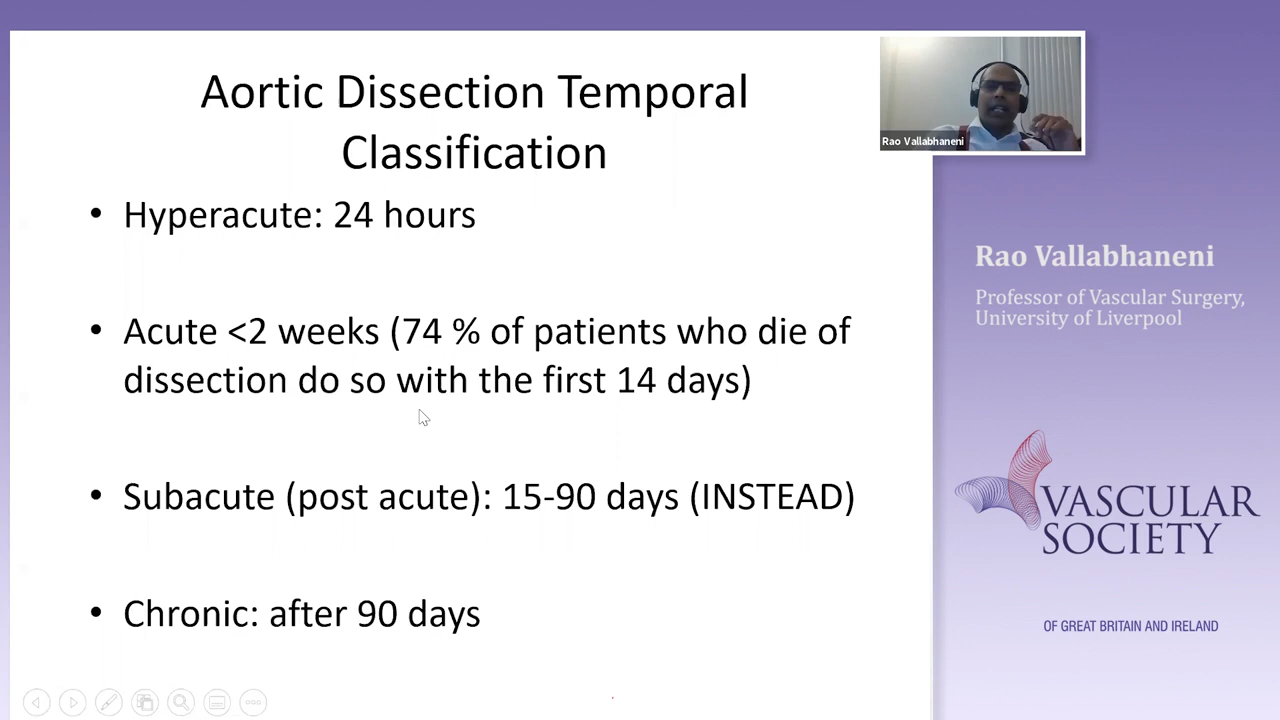 Aortic Dissection Temporal
Classification
• Hyperacute: 24 hours
• Acute <2 weeks (74 % of patients who die of
dissection do so with the first 14 days)
• Subacute (post acute): 15-90 days (INSTEAD)
• Chronic: after 90 days
Rao Vallabhaneni
Rao Vallabhaneni
Professor of Vascular Surgery,
University of Liverpool
VASCULAR
SOCIETY
OF GREAT BRITAIN AND IRELAND